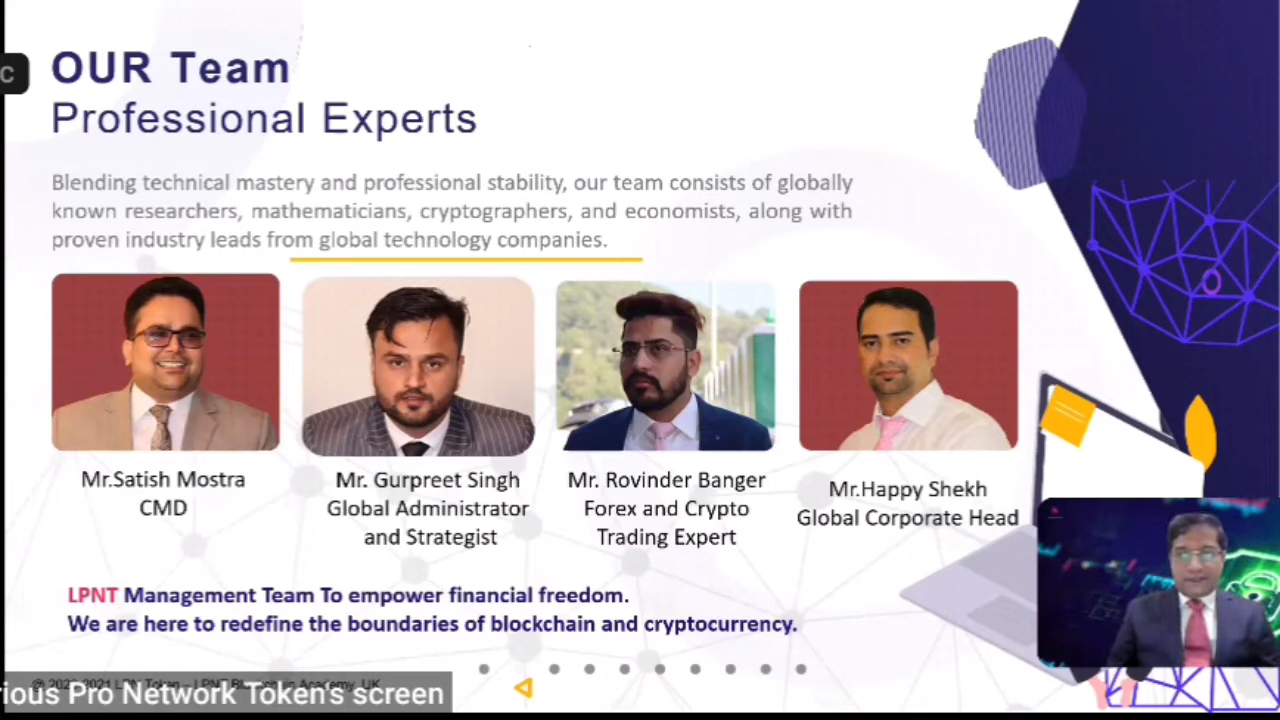 C
OUR Team
Professional Experts
Blending technical mastery and professional stability, our team consists of globally
known researchers, mathematicians, cryptographers, and economists, along with
proven industry leads from global technology companies.
Mr.Satish Mostra
CMD
Mr. Gurpreet Singh
Global Administrator
and Strategist
Mr. Rovinder Banger
Forex and Crypto
Trading Expert
Mr.Happy Shekh
Global Corporate Head
LPNT Management Team To empower financial freedom.
We are here to redefine the boundaries of blockchain and cryptocurrency.
rious Pro Network Token's screen